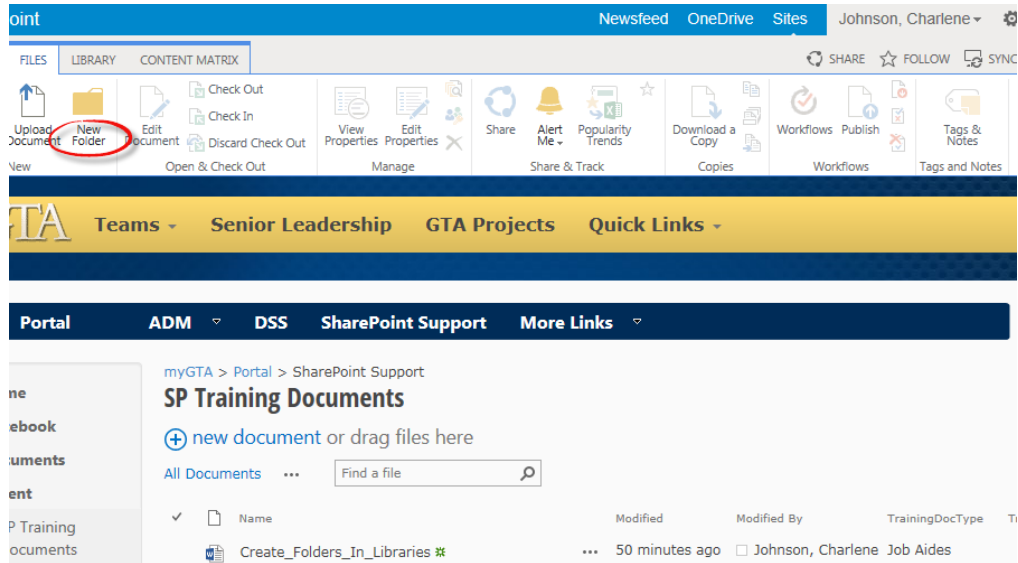 oint Newsfeed OneDrive Sites Johnson, Charlene
FILES LIBRARY CONTENT MATRIX SHARE FOLLOW SYNC
Upload Document
New Folder
New
Edit Document
Check Out
Check In
Discard Check Out
Open & Check Out
View Properties
Edit Properties
Manage
Share
Alert Me
Popularity Trends
Share & Track
Download a Copy
Copies
Workflows
Publish
Workflows
Tags & Notes
Tags and Notes
GTA Teams Senior Leadership GTA Projects Quick Links
Portal ADM DSS SharePoint Support More Links
me
ebook
uments
ent
P Training
ocuments
myGTA > Portal > SharePoint Support
SP Training Documents
new document or drag files here
All Documents ... Find a file
Name Modified Modified By TrainingDocType
Create_Folders_In_Libraries ... 50 minutes ago Johnson, Charlene Job Aides